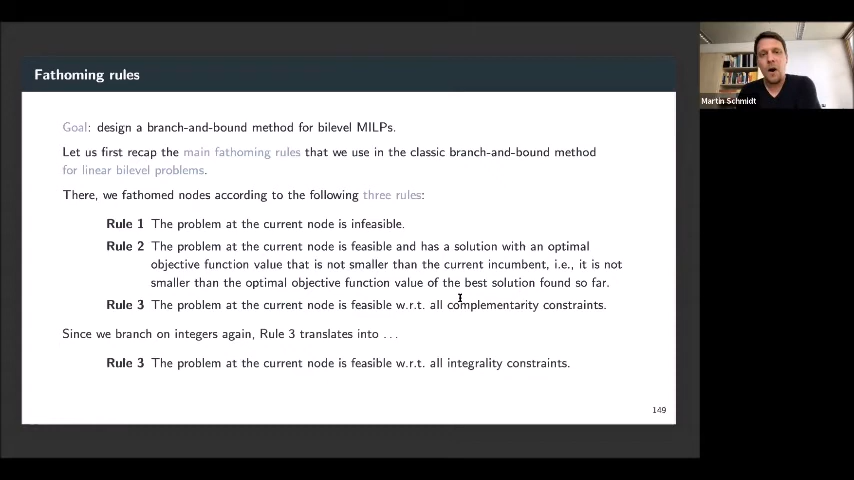 Fathoming rules
Martin Schmidt
Goal: design a branch-and-bound method for bilevel MILPs.
Let us first recap the main fathoming rules that we use in the classic branch-and-bound method
for linear bilevel problems.
There, we fathomed nodes according to the following three rules:
Rule 1 The problem at the current node is infeasible.
Rule 2 The problem at the current node is feasible and has a solution with an optimal
objective function value that is not smaller than the current incumbent, i.e., it is not
smaller than the optimal objective function value of the best solution found so far.
Rule 3 The problem at the current node is feasible w.r.t. all complementarity constraints.
Since we branch on integers again, Rule 3 translates into ...
Rule 3 The problem at the current node is feasible w.r.t. all integrality constraints.
149